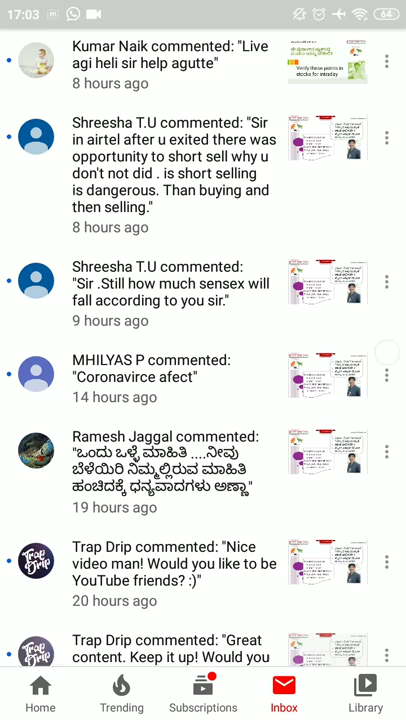 17:03
64
Kumar Naik commented: "Live
agi heli sir help agutte"
8 hours ago
Verify these points in
stocks for intraday
Shreesha T.U commented: "Sir
in airtel after u exited there was
opportunity to short sell why u
don't not did . is short selling
is dangerous. Than buying and
then selling."
8 hours ago
Shreesha T.U commented:
"Sir .Still how much sensex will
fall according to you sir."
9 hours ago
MHILYAS P commented:
"Coronavirce afect"
14 hours ago
Ramesh Jaggal commented:
"ಒಂದು ಒಳ್ಳೆ ಮಾಹಿತಿ ....ನೀವು
ಬೆಳೆಯಿರಿ ನಿಮ್ಮಲ್ಲಿರುವ ಮಾಹಿತಿ
ಹಂಚಿದಕ್ಕೆ ಧನ್ಯವಾದಗಳು ಅಣ್ಣಾ"
19 hours ago
Trap Drip
Trap Drip commented: "Nice
video man! Would you like to be
YouTube friends? :)"
20 hours ago
Trap Drip
Trap Drip commented: "Great
content. Keep it up! Would you
Home
Trending
Subscriptions
Inbox
Library